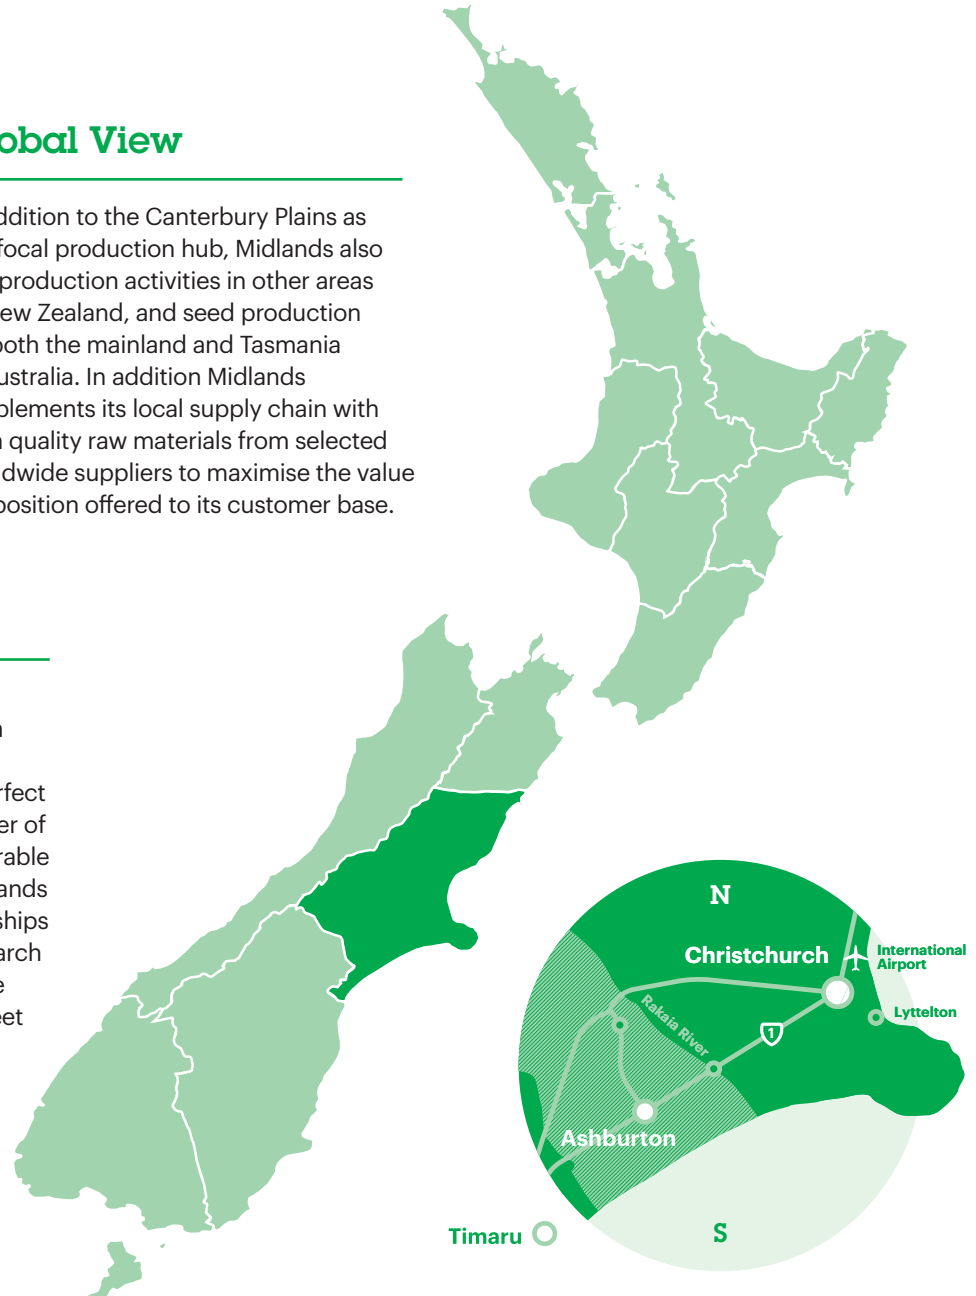 obal View
ddition to the Canterbury Plains as
focal production hub, Midlands also
production activities in other areas
ew Zealand, and seed production
both the mainland and Tasmania
ustralia. In addition Midlands
plements its local supply chain with
quality raw materials from selected
dwide suppliers to maximise the value
position offered to its customer base.
rfect
er of
rable
ands
ships
arch
e
eet
N
Christchurch
International
Airport
Lyttelton
Rakaia River
1
Ashburton
S
Timaru